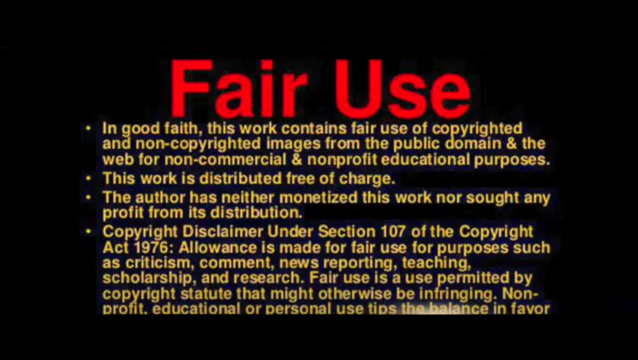 Fair Use
• In good faith, this work contains fair use of copyrighted
and non-copyrighted images from the public domain & the
web for non-commercial & nonprofit educational purposes.
• This work is distributed free of charge.
• The author has neither monetized this work nor sought any
profit from its distribution.
• Copyright Disclaimer Under Section 107 of the Copyright
Act 1976: Allowance is made for fair use for purposes such
as criticism, comment, news reporting, teaching,
scholarship, and research. Fair use is a use permitted by
copyright statute that might otherwise be infringing. Non-
profit, educational or personal use tips the balance in favor